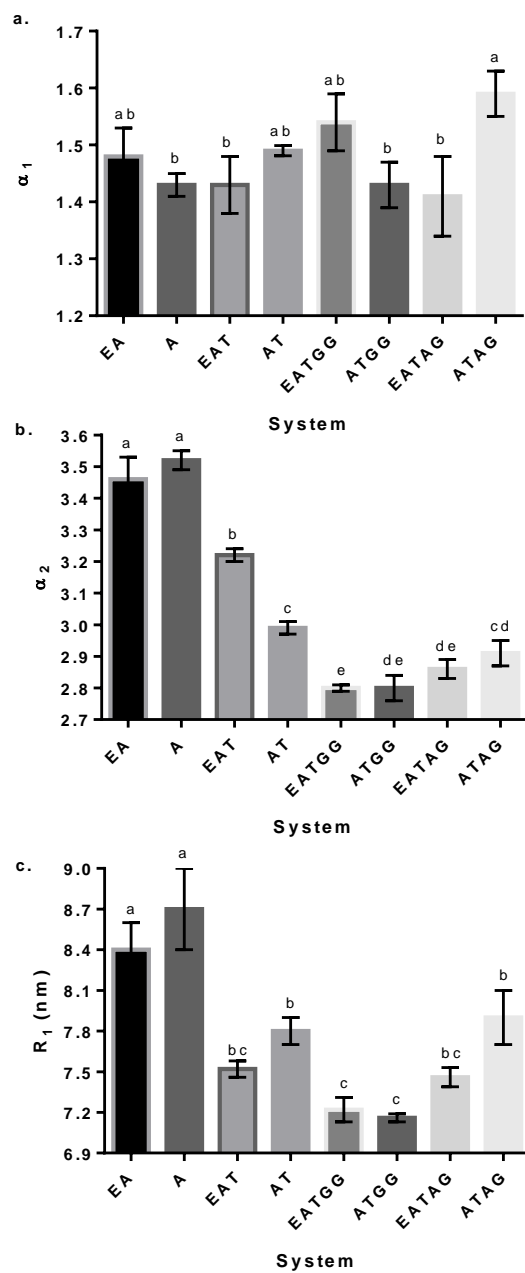 a.
α1
1.7
1.6
1.5
1.4
1.3
1.2
a b
b
b
a b
a b
b
b
a
EA
A
EAT
AT
EATGG
ATGG
EATAG
ATAG
System
b.
α2
3.6
3.5
3.4
3.3
3.2
3.1
3.0
2.9
2.8
2.7
a
a
b
c
e
d e
d e
c d
EA
A
EAT
AT
EATGG
ATGG
EATAG
ATAG
System
c.
R1 (nm)
9.0
8.7
8.4
8.1
7.8
7.5
7.2
6.9
a
a
b c
b
c
c
b c
b
EA
A
EAT
AT
EATGG
ATGG
EATAG
ATAG
System